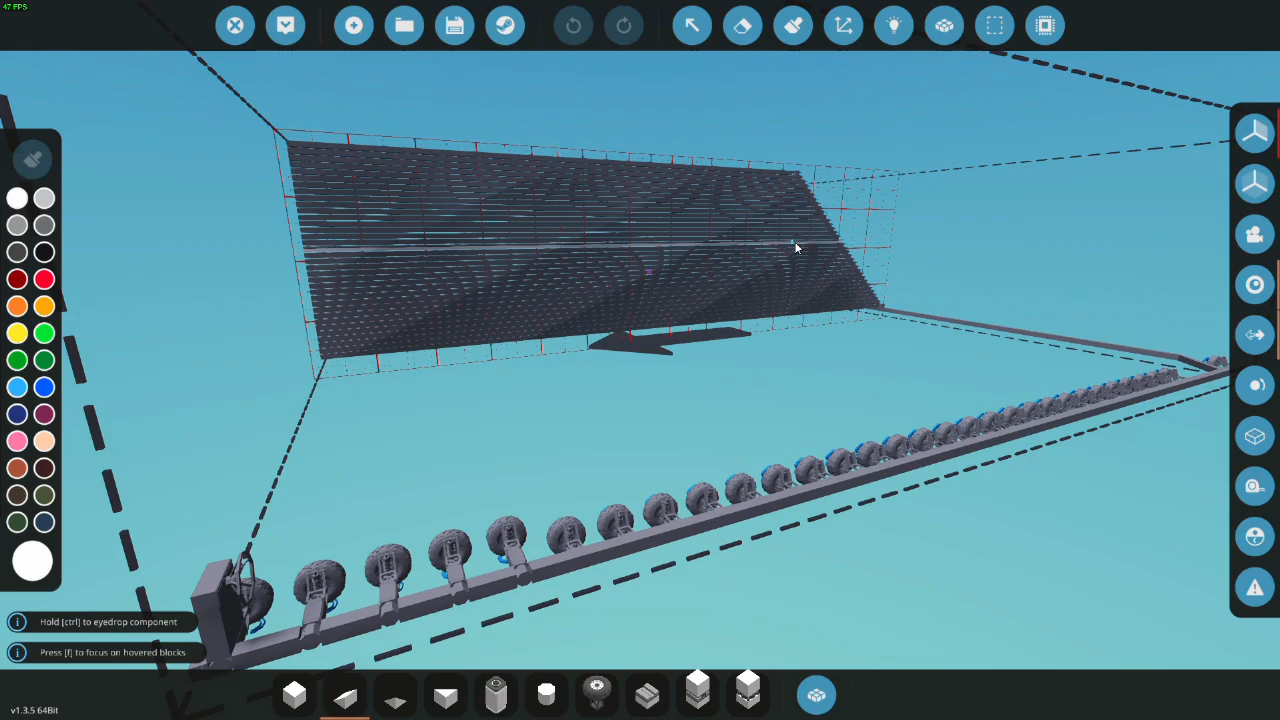 47 FPS
Hold [ctrl] to eyedrop component
Press [f] to focus on hovered blocks
v1.3.5 64Bit